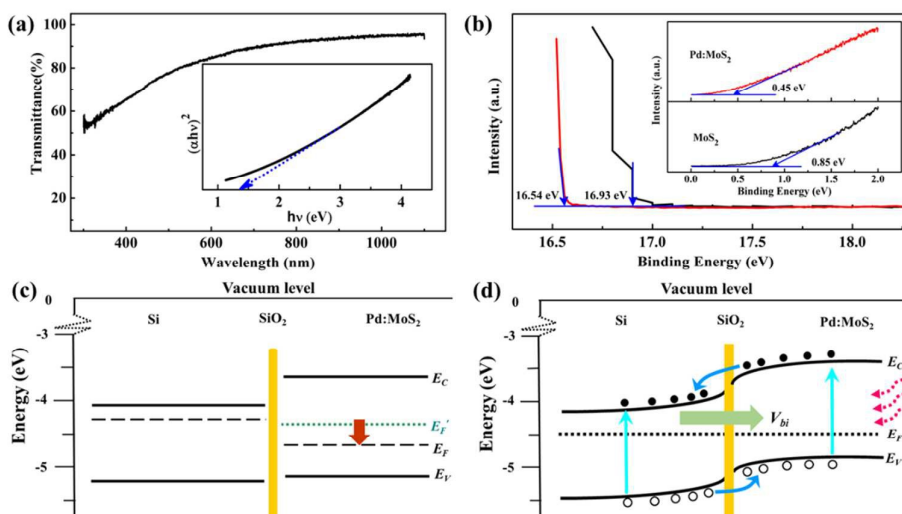 (a)
100
80
60
40
20
Transmittance(%)
400
600
800
1000
Wavelength (nm)
(αhν)²
1
2
3
4
hν (eV)
(b)
Intensity (a.u.)
16.54 eV
16.93 eV
16.5
17.0
17.5
18.0
Binding Energy (eV)
Pd:MoS₂
0.45 eV
MoS₂
0.85 eV
Intensity (a.u.)
0.0
0.5
1.0
1.5
2.0
Binding Energy (eV)
(c)
Vacuum level
0
-3
-4
-5
Energy (eV)
Si
SiO₂
Pd:MoS₂
E_C
E_F'
E_F
E_V
(d)
Vacuum level
0
-3
-4
-5
Energy (eV)
Si
SiO₂
Pd:MoS₂
E_C
V_bi
E_F
E_V